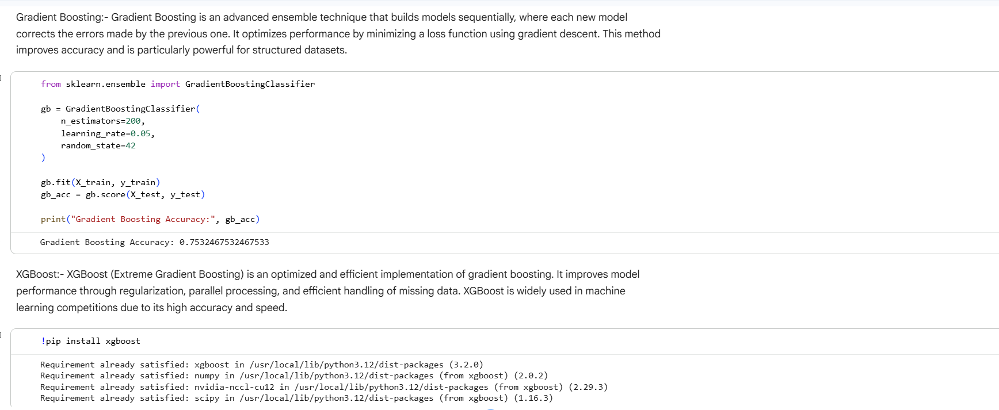 Gradient Boosting:- Gradient Boosting is an advanced ensemble technique that builds models sequentially, where each new model
corrects the errors made by the previous one. It optimizes performance by minimizing a loss function using gradient descent. This method
improves accuracy and is particularly powerful for structured datasets.
from sklearn.ensemble import GradientBoostingClassifier
gb = GradientBoostingClassifier(
    n_estimators=200,
    learning_rate=0.05,
    random_state=42
)
gb.fit(X_train, y_train)
gb_acc = gb.score(X_test, y_test)
print("Gradient Boosting Accuracy:", gb_acc)
Gradient Boosting Accuracy: 0.7532467532467533
XGBoost:- XGBoost (Extreme Gradient Boosting) is an optimized and efficient implementation of gradient boosting. It improves model
performance through regularization, parallel processing, and efficient handling of missing data. XGBoost is widely used in machine
learning competitions due to its high accuracy and speed.
!pip install xgboost
Requirement already satisfied: xgboost in /usr/local/lib/python3.12/dist-packages (3.2.0)
Requirement already satisfied: numpy in /usr/local/lib/python3.12/dist-packages (from xgboost) (2.0.2)
Requirement already satisfied: nvidia-nccl-cu12 in /usr/local/lib/python3.12/dist-packages (from xgboost) (2.29.3)
Requirement already satisfied: scipy in /usr/local/lib/python3.12/dist-packages (from xgboost) (1.16.3)